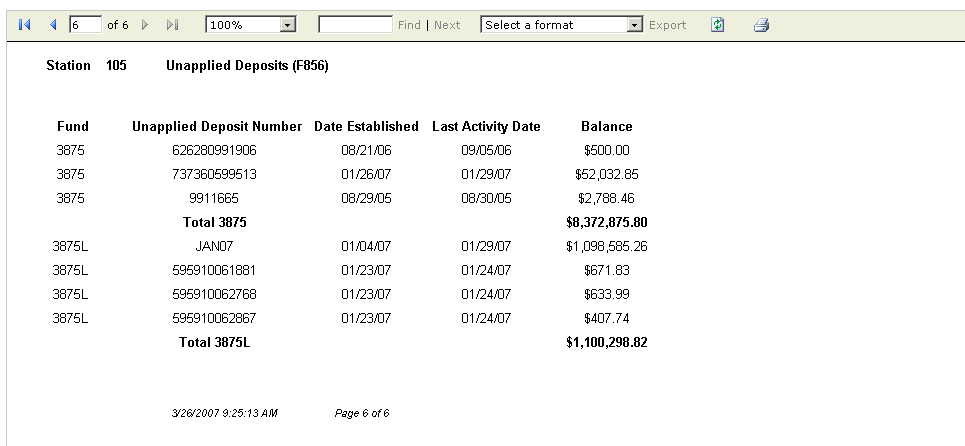 6 of 6 100% Find | Next Select a format Export
Station 105 Unapplied Deposits (F856)
Fund Unapplied Deposit Number Date Established Last Activity Date Balance
3875 626280991906 08/21/06 09/05/06 $500.00
3875 737360599513 01/26/07 01/29/07 $52,032.85
3875 9911665 08/29/05 08/30/05 $2,788.46
Total 3875 $8,372,875.80
3875L JAN07 01/04/07 01/29/07 $1,098,585.26
3875L 595910061881 01/23/07 01/24/07 $671.83
3875L 595910062768 01/23/07 01/24/07 $633.99
3875L 595910062867 01/23/07 01/24/07 $407.74
Total 3875L $1,100,298.82
3/26/2007 9:25:13 AM Page 6 of 6